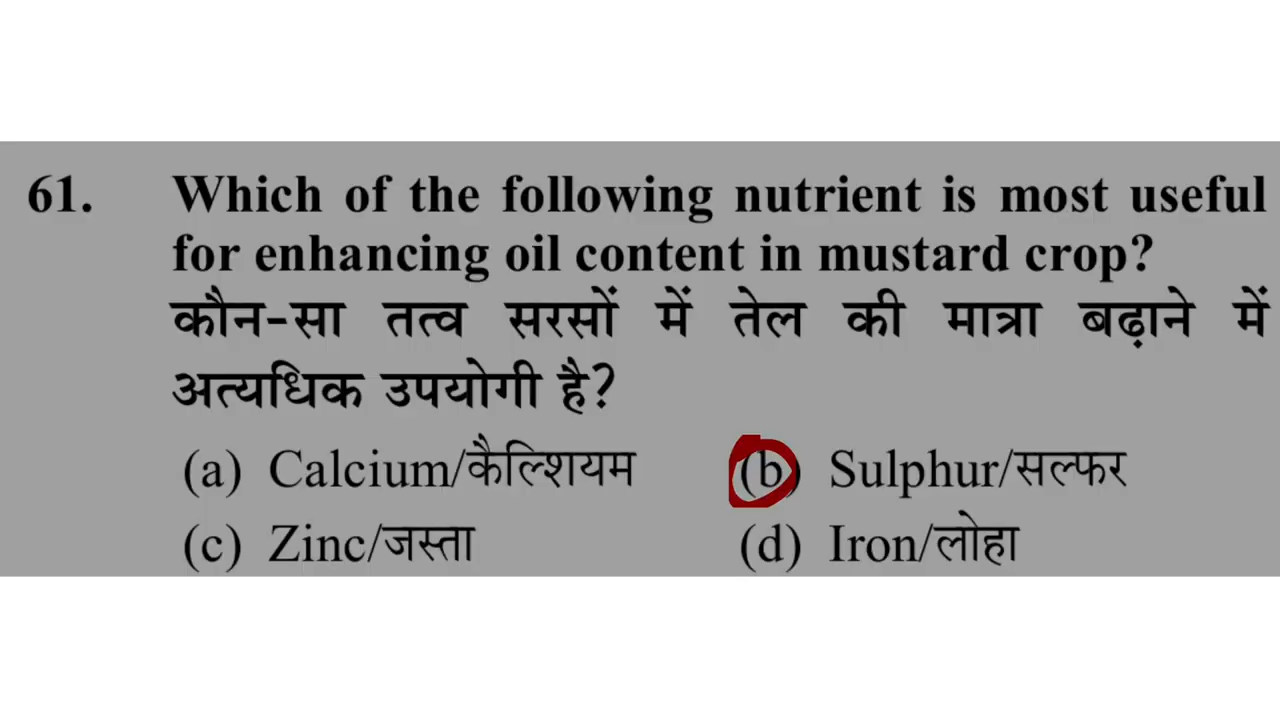 61. Which of the following nutrient is most useful
for enhancing oil content in mustard crop?
कौन-सा तत्व सरसों में तेल की मात्रा बढ़ाने में
अत्यधिक उपयोगी है?
(a) Calcium/कैल्शियम (b) Sulphur/सल्फर
(c) Zinc/जस्ता (d) Iron/लोहा